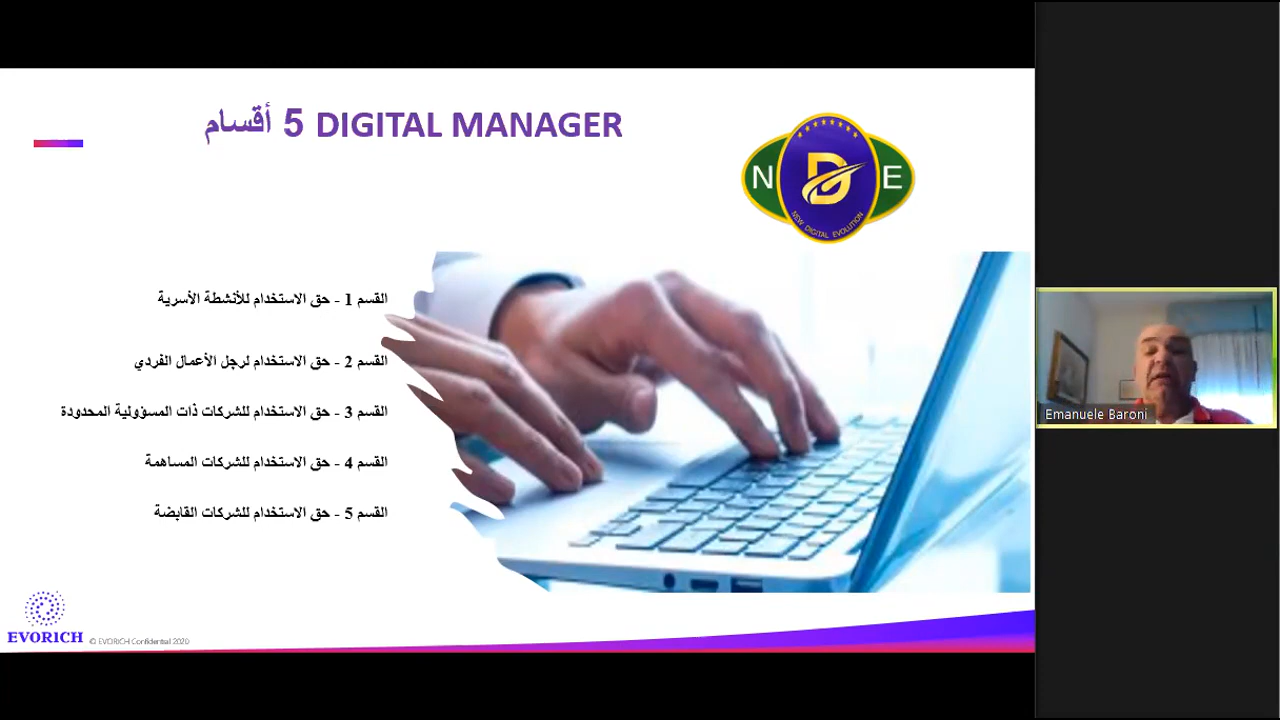 5 DIGITAL MANAGER أقسام
N D E
NEW DIGITAL EVOLUTION
القسم 1 - حق الاستخدام للأنشطة الأسرية
القسم 2 - حق الاستخدام لرجل الأعمال الفردي
القسم 3 - حق الاستخدام للشركات ذات المسؤولية المحدودة
القسم 4 - حق الاستخدام للشركات المساهمة
القسم 5 - حق الاستخدام للشركات القابضة
Emanuele Baroni
EVORICH
© EVORICH Confidential 2020